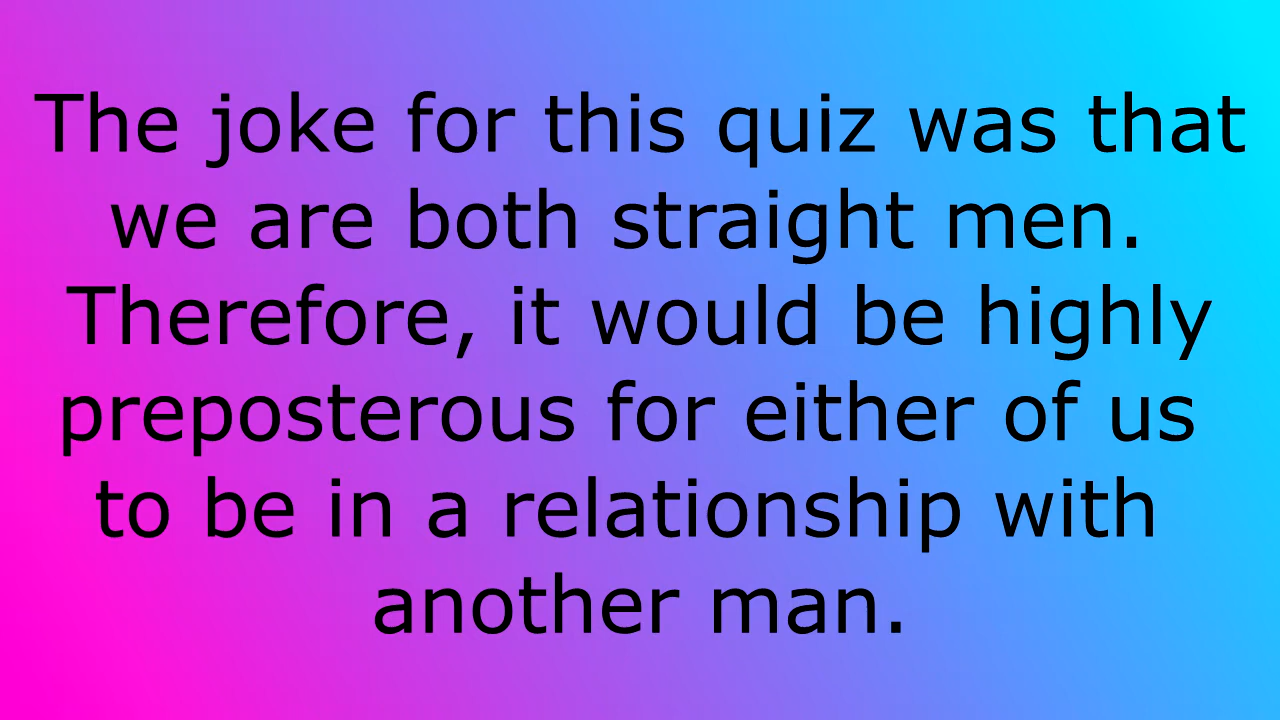 The joke for this quiz was that
we are both straight men.
Therefore, it would be highly
preposterous for either of us
to be in a relationship with
another man.